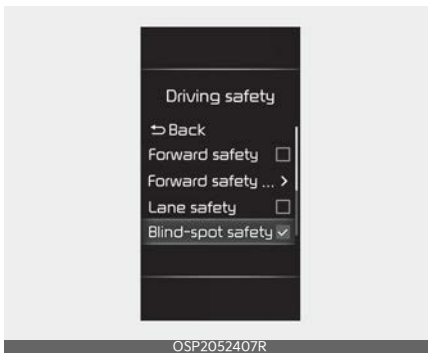 Driving safety
⮌ Back
Forward safety
Forward safety ... >
Lane safety
Blind-spot safety
OSP2052407R